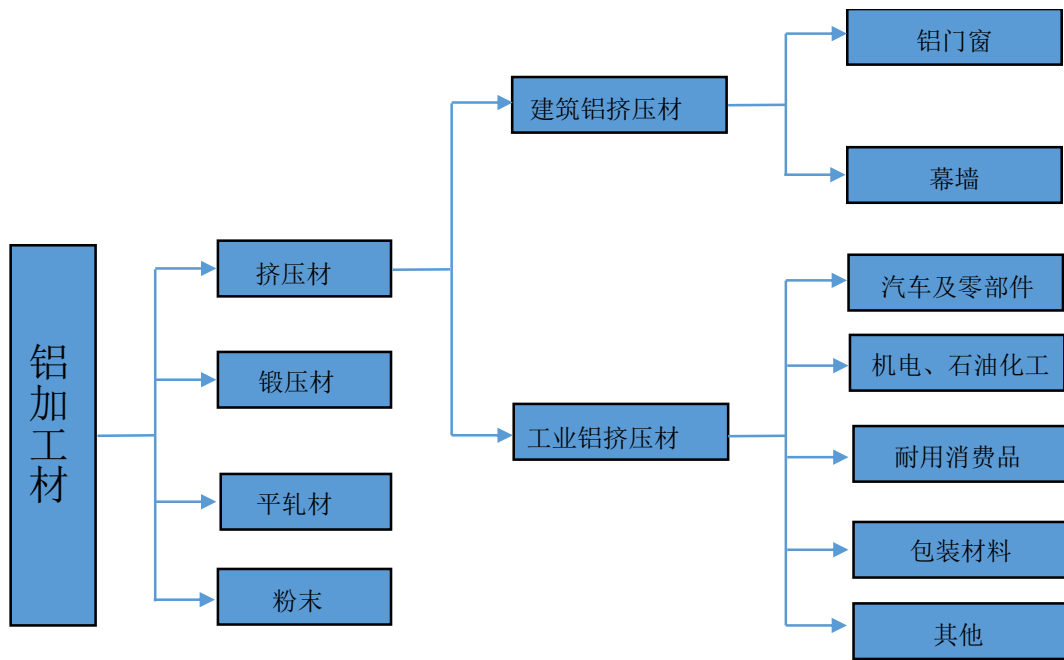 铝门窗
建筑铝挤压材
幕墙
挤压材
汽车及零部件
铝加工材
机电、石油化工
锻压材
工业铝挤压材
耐用消费品
平轧材
包装材料
粉末
其他